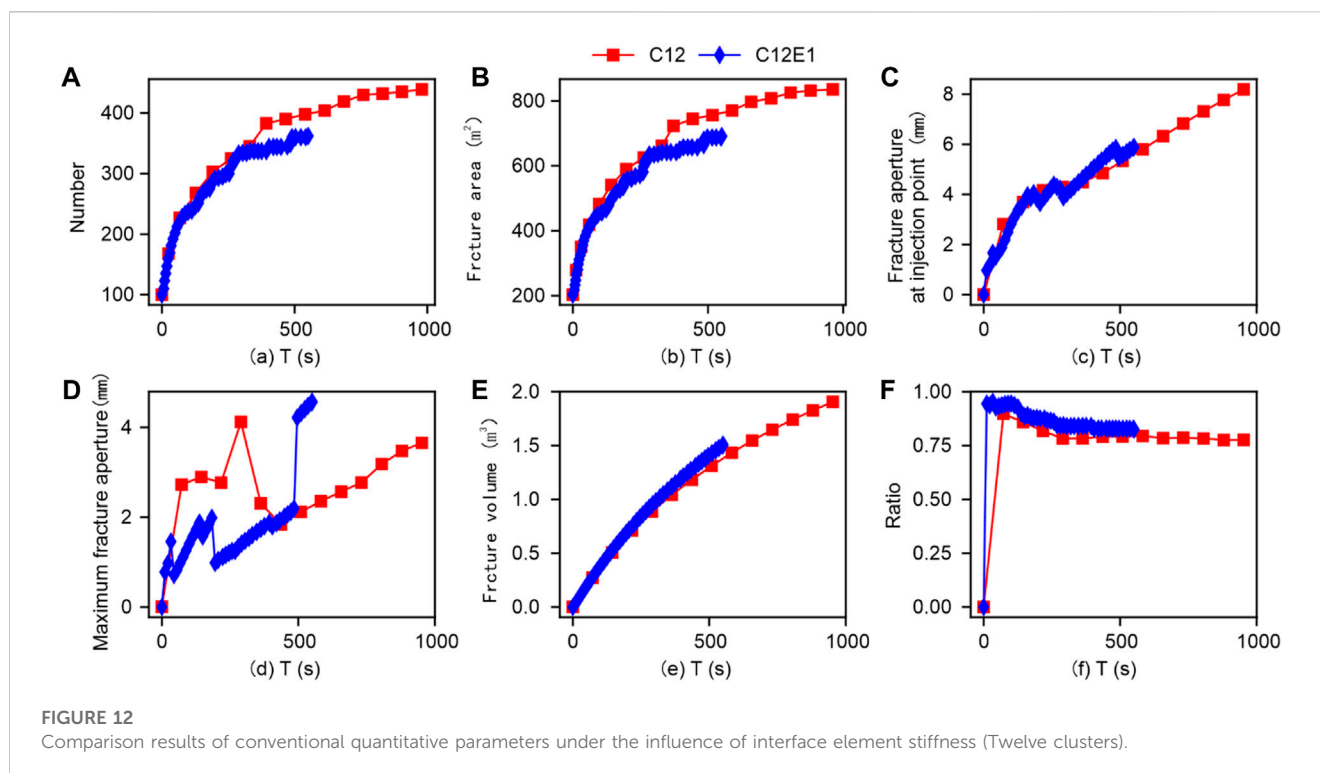 C12 C12E1
A B C
400
300
200
100
Number
0 500 1000
(a) T (s)
800
600
400
200
Frcture area (㎡)
0 500 1000
(b) T (s)
8
6
4
2
0
Fracture aperture
at injection point (mm)
0 500 1000
(c) T (s)
D E F
4
2
0
Maximum fracture aperture (㎜)
0 500 1000
(d) T (s)
2.0
1.5
1.0
0.5
0.0
Frcture volume (㎥)
0 500 1000
(e) T (s)
1.00
0.75
0.50
0.25
0.00
Ratio
0 500 1000
(f) T (s)
FIGURE 12
Comparison results of conventional quantitative parameters under the influence of interface element stiffness (Twelve clusters).